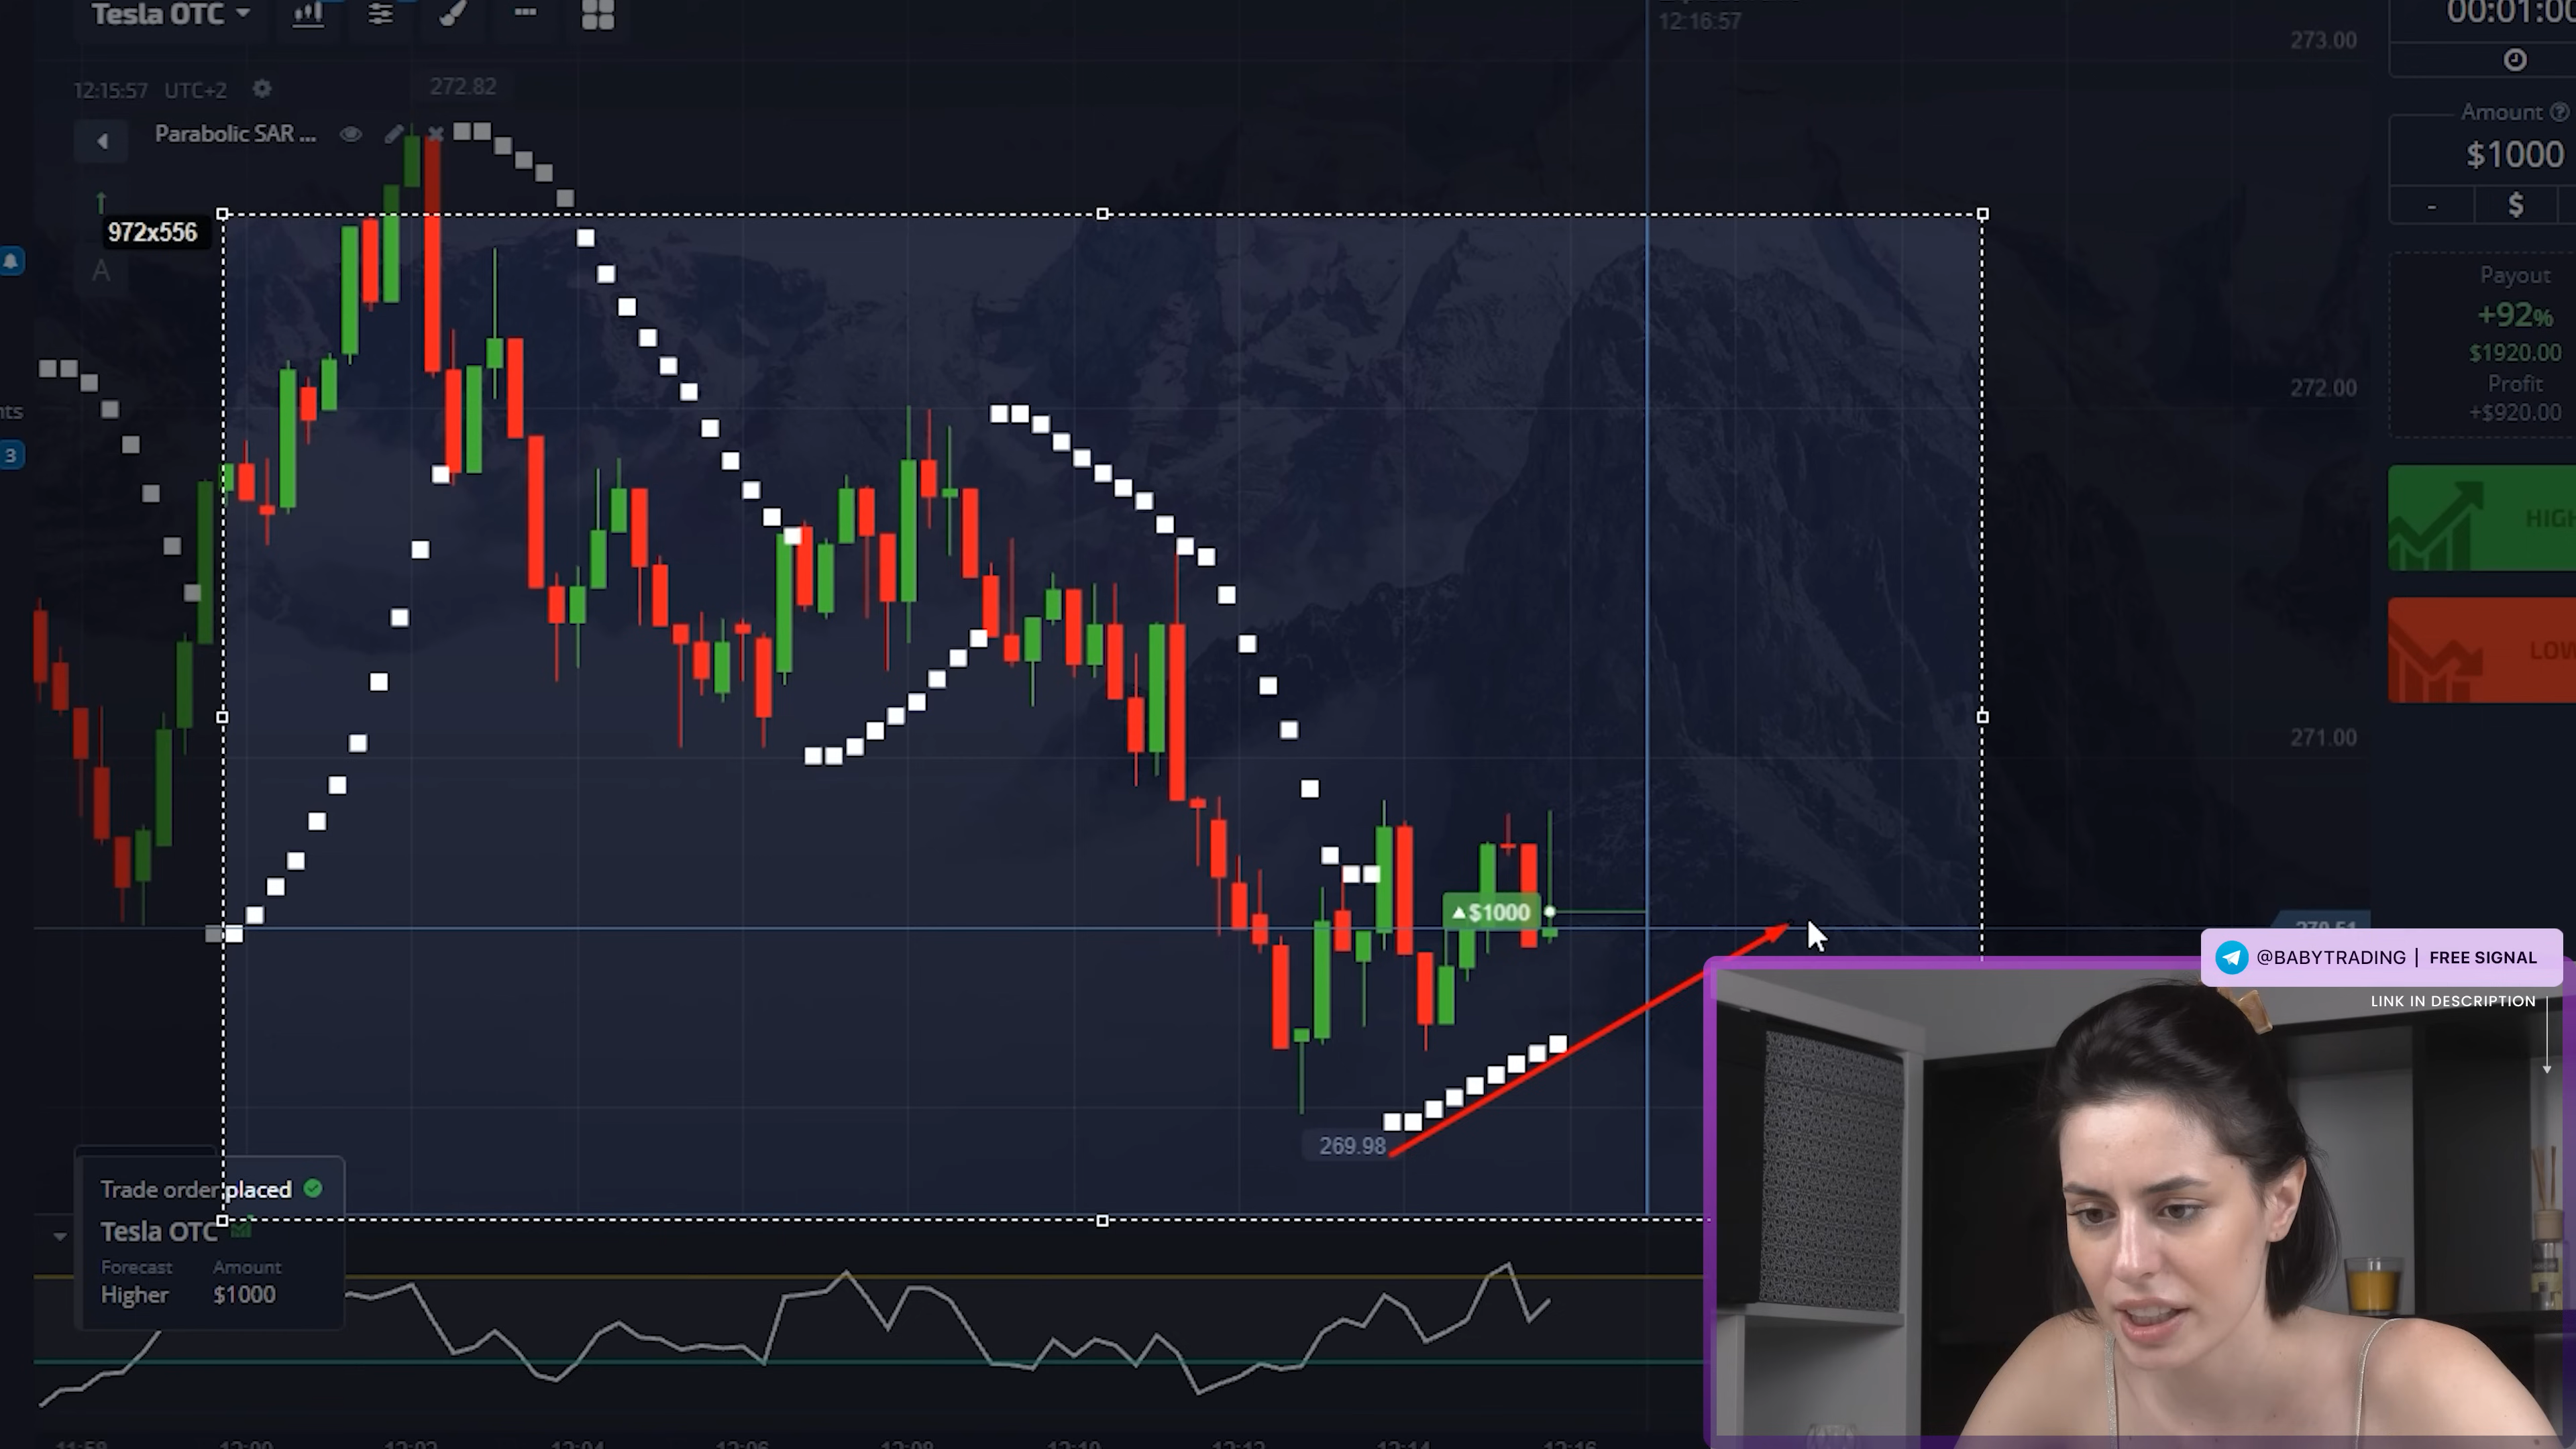 Tesla OTC
12:16:57
00:01:00
273.00
12:15:57 UTC+2
272.82
Parabolic SAR ...
Amount
$1000
972x556
A
- $
Payout
+92%
$1920.00
Profit
+$920.00
272.00
nts
3
HIGH
LOW
271.00
$1000
@BABYTRADING | FREE SIGNAL
LINK IN DESCRIPTION
269.98
Trade order placed
Tesla OTC
Forecast Amount
Higher $1000